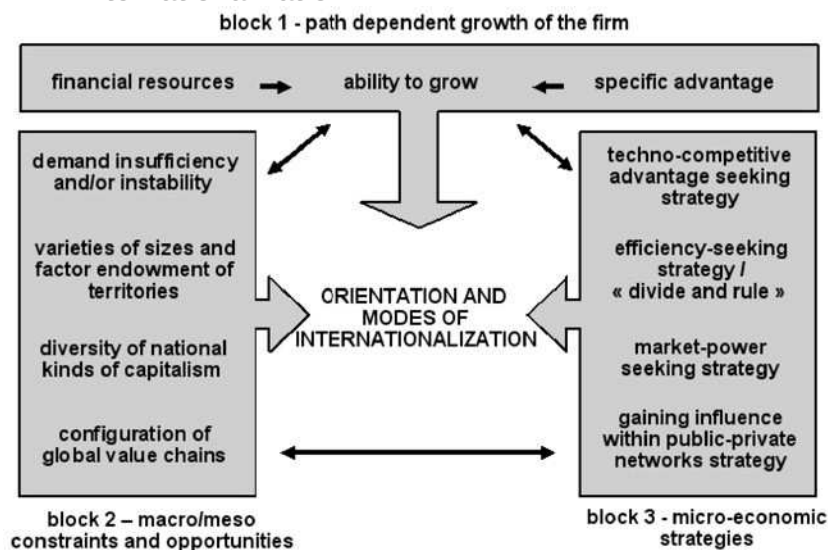 block 1 - path dependent growth of the firm
financial resources
ability to grow
specific advantage
demand insufficiency
and/or instability
varieties of sizes and
factor endowment of
territories
diversity of national
kinds of capitalism
configuration of
global value chains
ORIENTATION AND
MODES OF
INTERNATIONALIZATION
techno-competitive
advantage seeking
strategy
efficiency-seeking
strategy /
« divide and rule »
market-power
seeking strategy
gaining influence
within public-private
networks strategy
block 2 – macro/meso
constraints and opportunities
block 3 - micro-economic
strategies